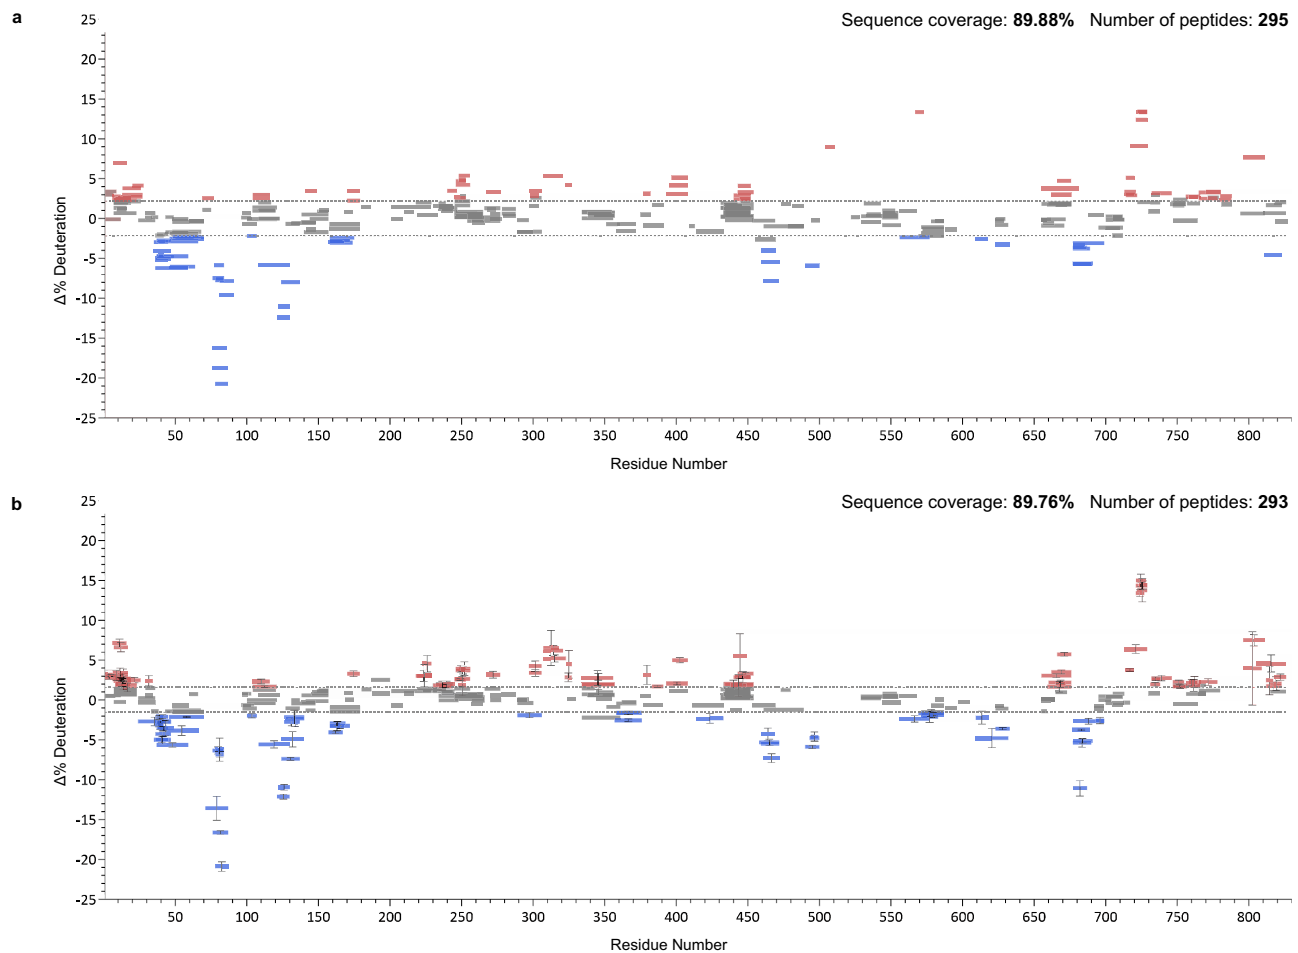 a
Sequence coverage: 89.88% Number of peptides: 295
25
20
15
10
5
0
-5
-10
-15
-20
-25
Δ% Deuteration
50 100 150 200 250 300 350 400 450 500 550 600 650 700 750 800
Residue Number
b
Sequence coverage: 89.76% Number of peptides: 293
25
20
15
10
5
0
-5
-10
-15
-20
-25
Δ% Deuteration
50 100 150 200 250 300 350 400 450 500 550 600 650 700 750 800
Residue Number